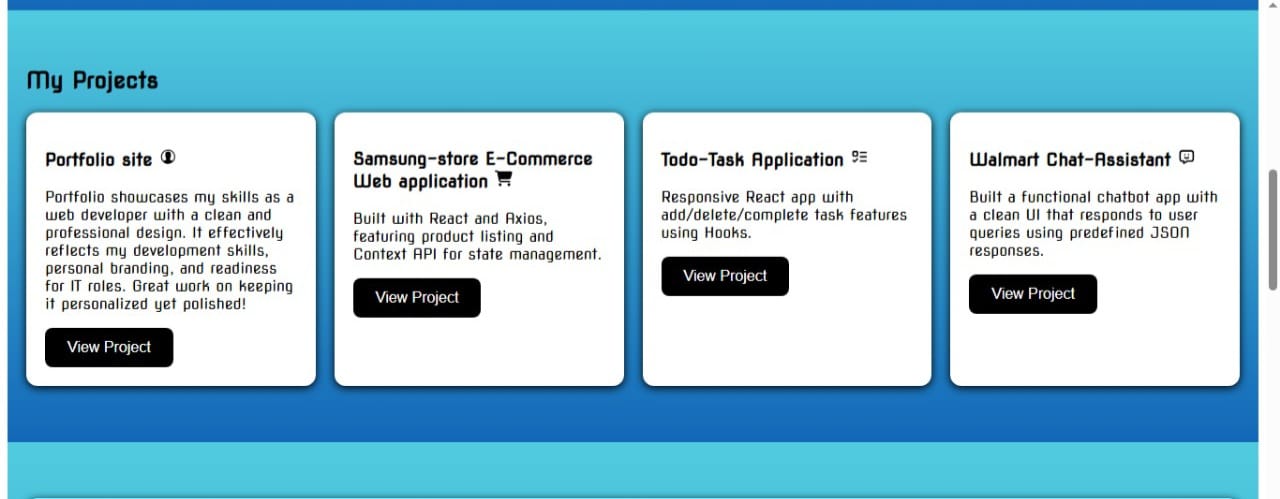 My Projects
Portfolio site
Portfolio showcases my skills as a
web developer with a clean and
professional design. It effectively
reflects my development skills,
personal branding, and readiness
for IT roles. Great work on keeping
it personalized yet polished!
View Project
Samsung-store E-Commerce
Web application
Built with React and Axios,
featuring product listing and
Context API for state management.
View Project
Todo-Task Application
Responsive React app with
add/delete/complete task features
using Hooks.
View Project
Walmart Chat-Assistant
Built a functional chatbot app with
a clean UI that responds to user
queries using predefined JSON
responses.
View Project